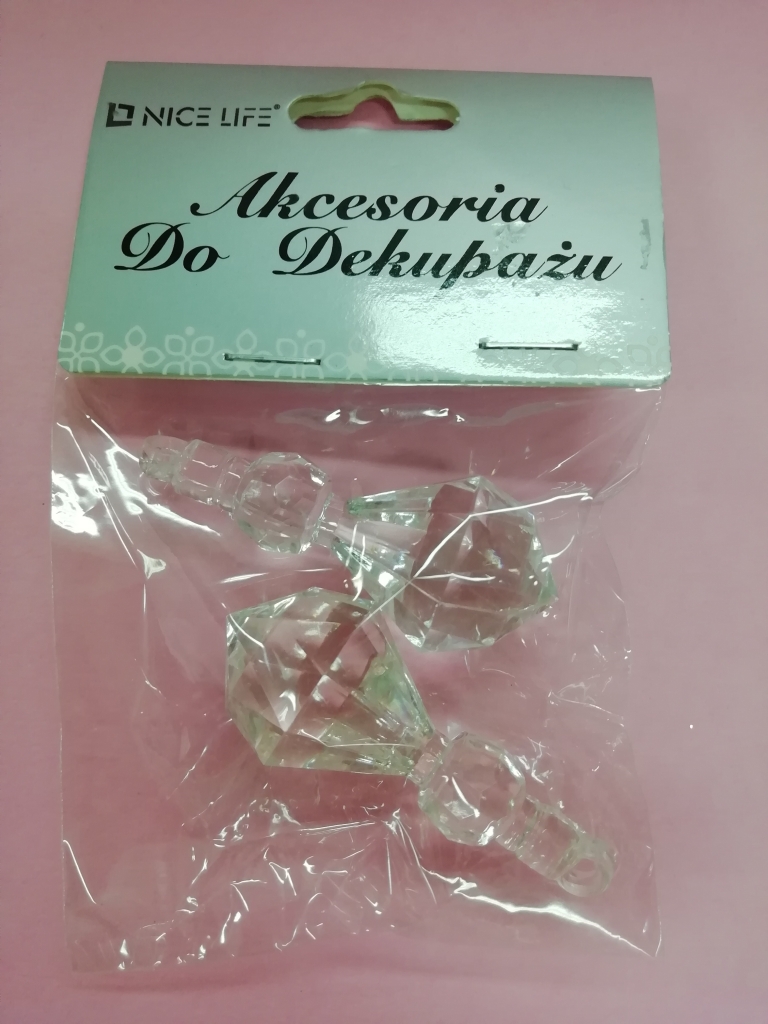 NICE LIFE®
Akcesoria
Do Dekupażu